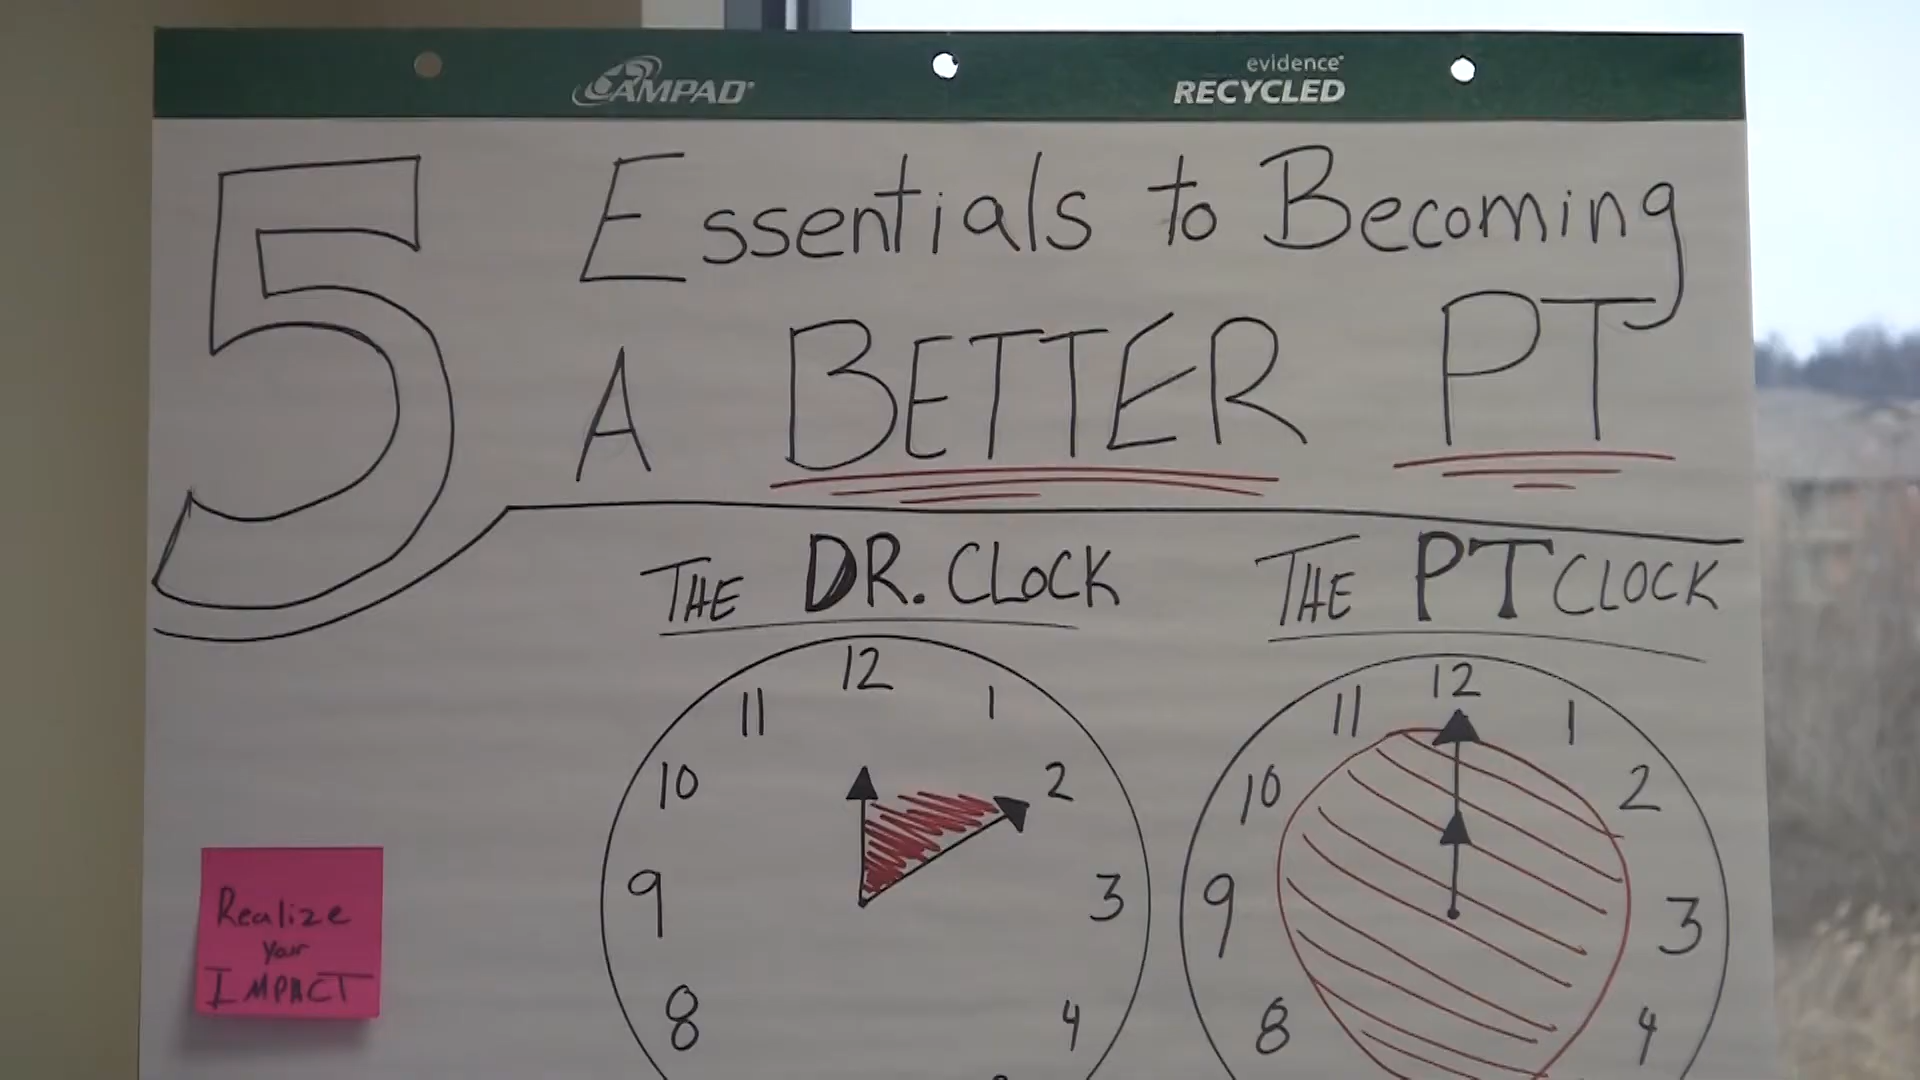 AMPAD
evidence
RECYCLED
5
Essentials to Becoming
A BETTER PT
THE DR. CLOCK
12
11
1
10
2
9
3
8
4
THE PT CLOCK
12
11
1
10
2
9
3
8
4
Realize
Your
IMPACT